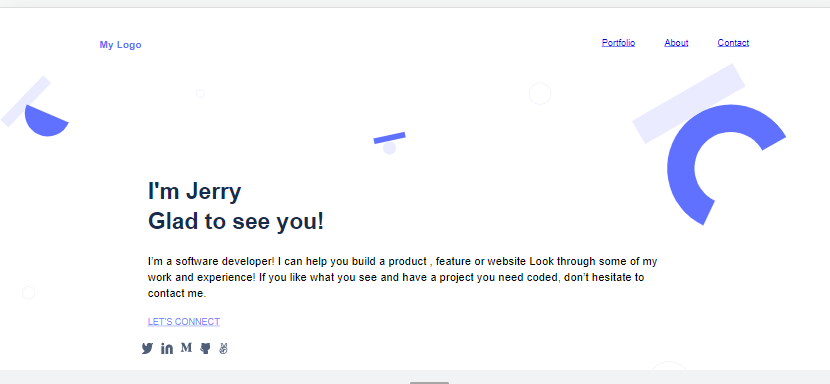 My Logo
Portfolio About Contact
I'm Jerry
Glad to see you!
I'm a software developer! I can help you build a product , feature or website Look through some of my
work and experience! If you like what you see and have a project you need coded, don't hesitate to
contact me.
LET'S CONNECT